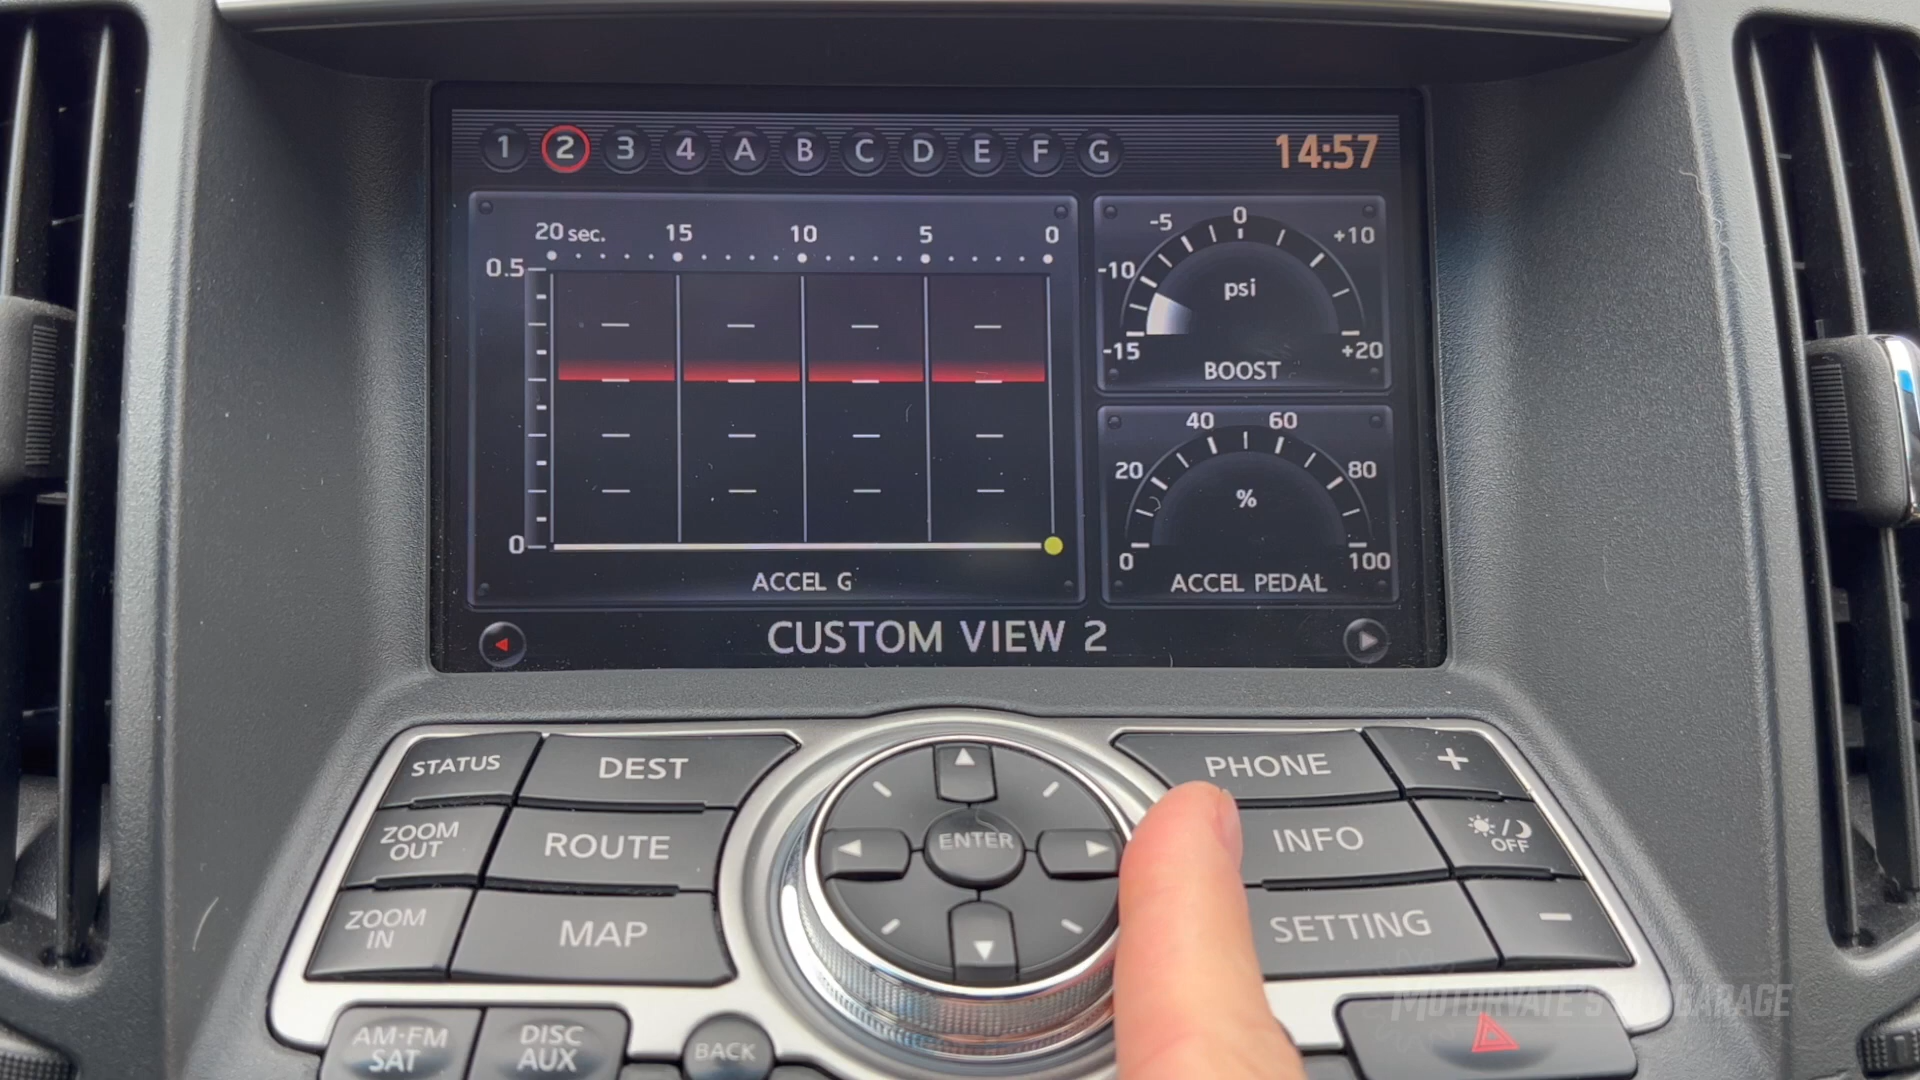 1 2 3 4 A B C D E F G 14:57
20 sec. 15 10 5 0
0.5
0
ACCEL G
-15 -10 -5 0 +10 +20
psi
BOOST
0 20 40 60 80 100
%
ACCEL PEDAL
CUSTOM VIEW 2
STATUS DEST PHONE +
ZOOM OUT ROUTE ENTER INFO OFF
ZOOM IN MAP SETTING -
AM·FM SAT DISC AUX BACK